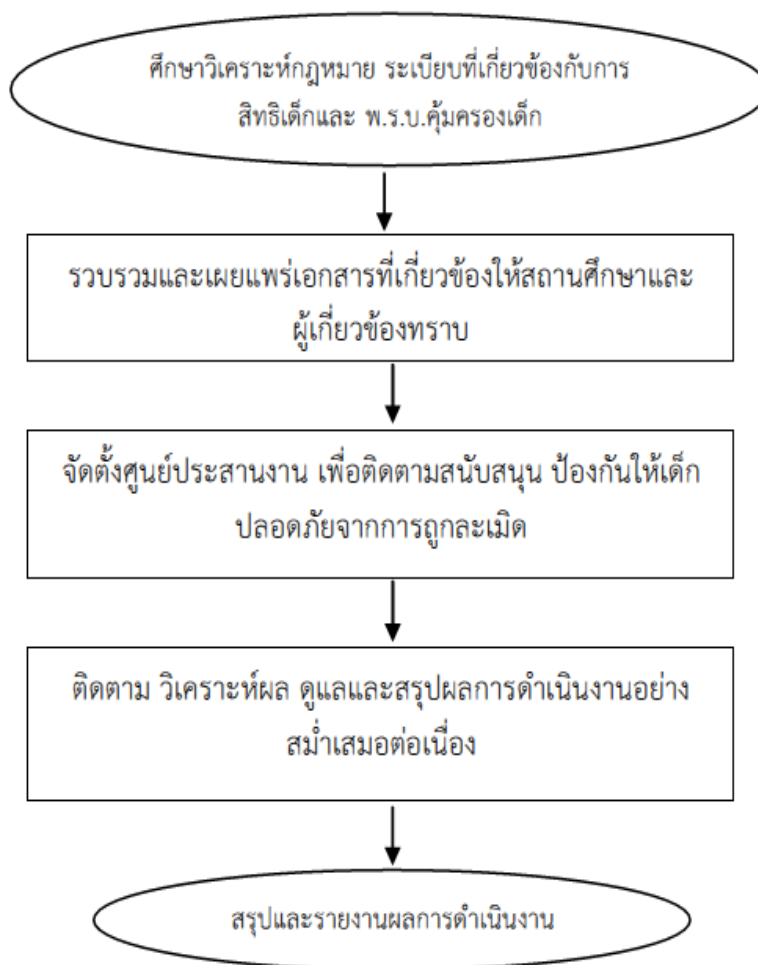 ศึกษาวิเคราะห์กฎหมาย ระเบียบที่เกี่ยวข้องกับการ
สิทธิเด็กและ พ.ร.บ.คุ้มครองเด็ก
รวบรวมและเผยแพร่เอกสารที่เกี่ยวข้องให้สถานศึกษาและ
ผู้เกี่ยวข้องทราบ
จัดตั้งศูนย์ประสานงาน เพื่อติดตามสนับสนุน ป้องกันให้เด็ก
ปลอดภัยจากการถูกละเมิด
ติดตาม วิเคราะห์ผล ดูแลและสรุปผลการดำเนินงานอย่าง
สม่ำเสมอต่อเนื่อง
สรุปและรายงานผลการดำเนินงาน